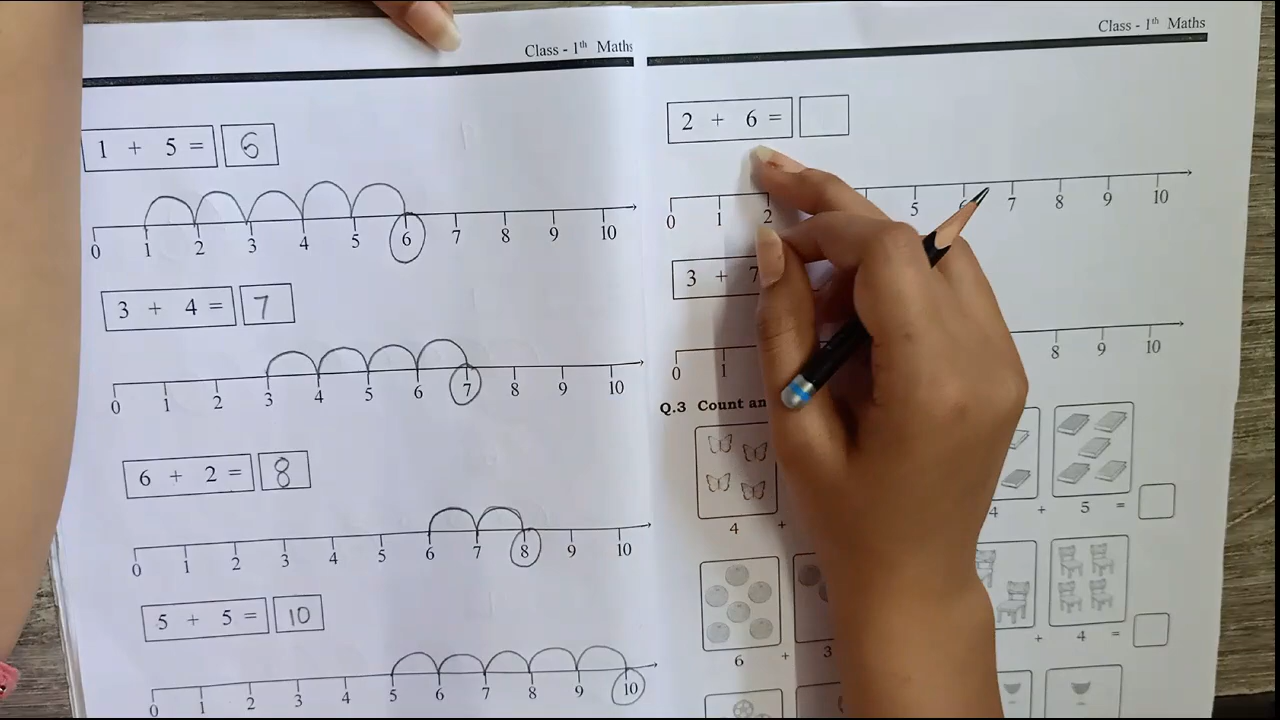 Class - 1th Maths
1 + 5 = 6
0 1 2 3 4 5 6 7 8 9 10
3 + 4 = 7
0 1 2 3 4 5 6 7 8 9 10
6 + 2 = 8
0 1 2 3 4 5 6 7 8 9 10
5 + 5 = 10
0 1 2 3 4 5 6 7 8 9 10
Class - 1th Maths
2 + 6 =
0 1 2 5 6 7 8 9 10
3 + 7
0 1 8 9 10
Q.3 Count an
4 + 4 + 5 =
6 + 3 + 4 =